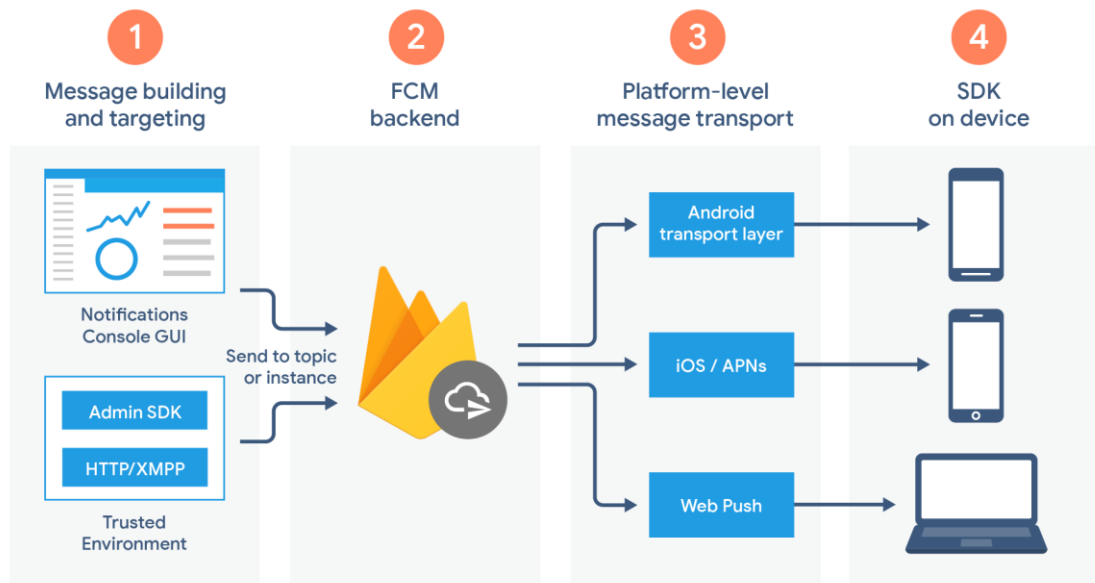 1
Message building
and targeting
2
FCM
backend
3
Platform-level
message transport
4
SDK
on device
Notifications
Console GUI
Send to topic
or instance
Admin SDK
HTTP/XMPP
Trusted
Environment
Android
transport layer
iOS / APNs
Web Push